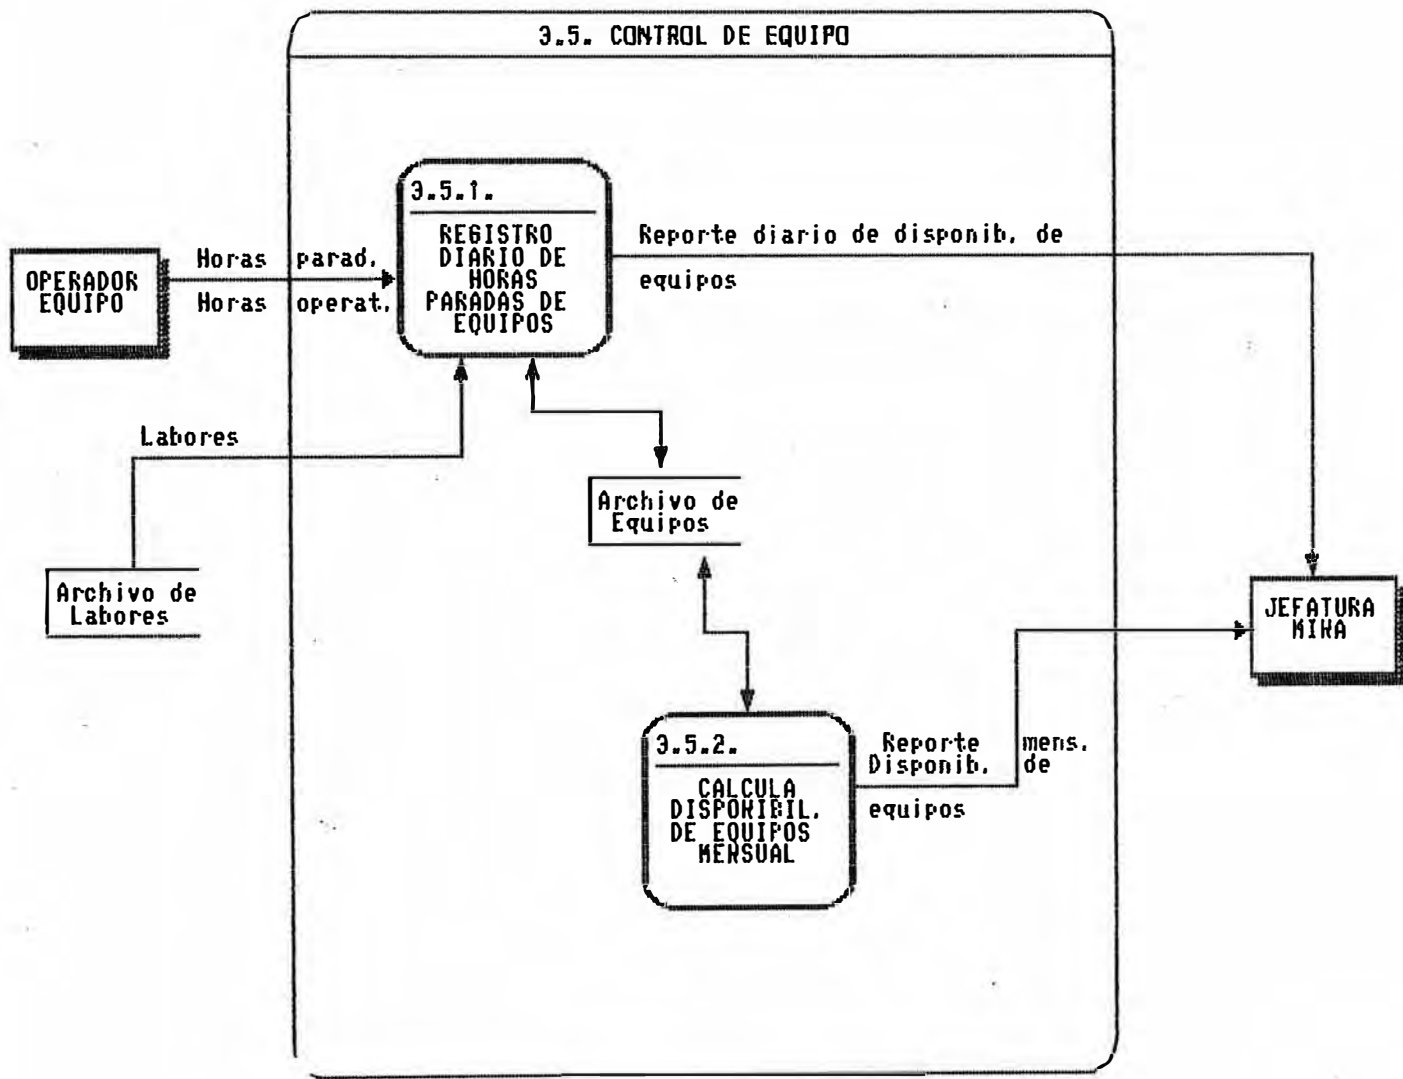 3.5. CONTROL DE EQUIPO
3.5.1.
REGISTRO
DIARIO DE
HORAS
PARADAS DE
EQUIPOS
Reporte diario de disponib. de
equipos
OPERADOR
EQUIPO
Horas parad.
Horas operat.
Labores
Archivo de
Equipos
Archivo de
Labores
JEFATURA
MINA
3.5.2.
CALCULA
DISPONIBIL.
DE EQUIPOS
MENSUAL
Reporte mens.
Disponib. de
equipos